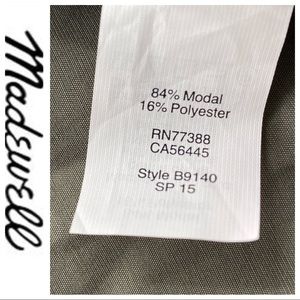 Madewell
84% Modal
16% Polyester
RN77388
CA56445
Style B9140
SP 15